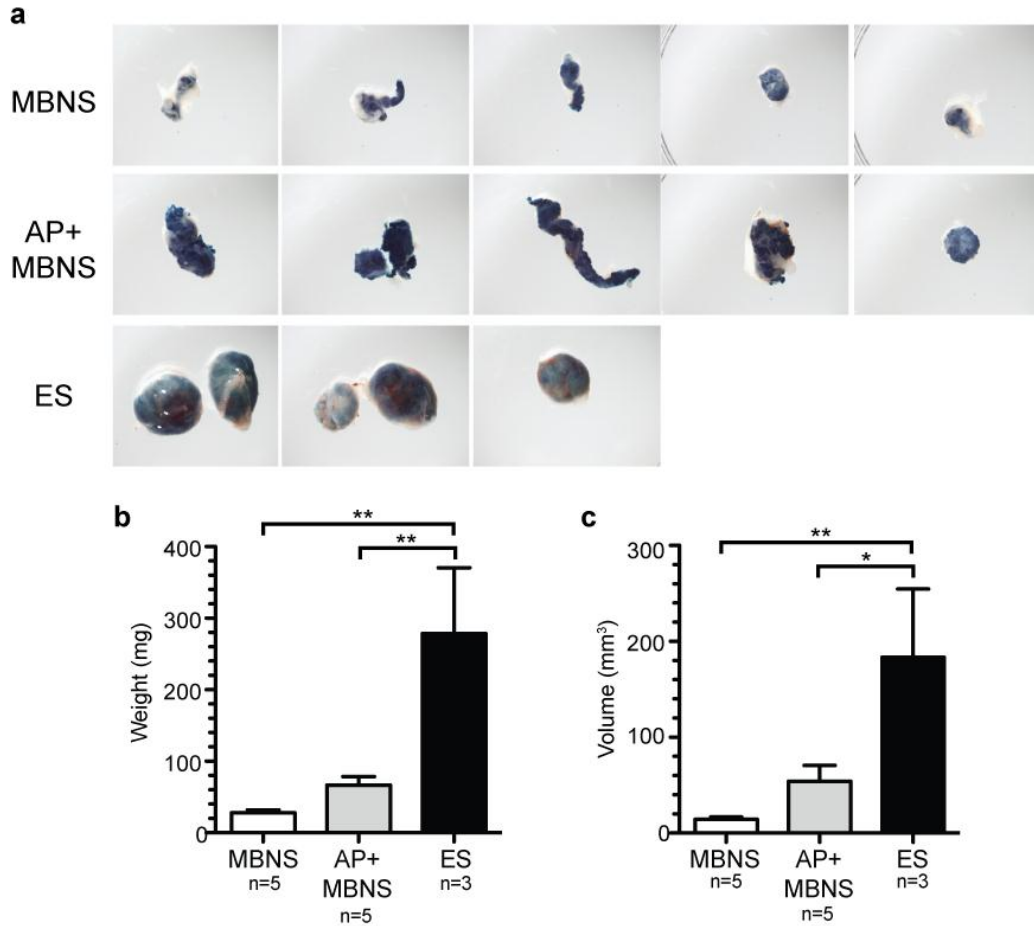 a
MBNS
AP+
MBNS
ES
b
**
**
400
300
200
100
0
Weight (mg)
MBNS
n=5
AP+
MBNS
n=5
ES
n=3
c
**
*
300
200
100
0
Volume (mm³)
MBNS
n=5
AP+
MBNS
n=5
ES
n=3